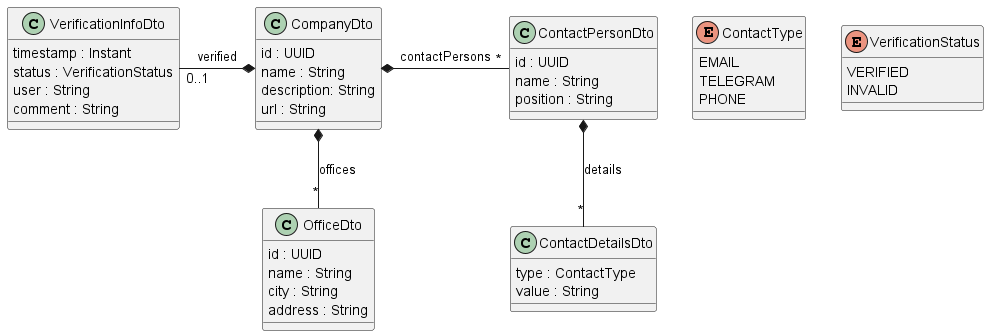 C VerificationInfoDto
timestamp : Instant
status : VerificationStatus
user : String
comment : String
verified
0..1
C CompanyDto
id : UUID
name : String
description: String
url : String
contactPersons *
C ContactPersonDto
id : UUID
name : String
position : String
E ContactType
EMAIL
TELEGRAM
PHONE
E VerificationStatus
VERIFIED
INVALID
offices
*
details
*
C OfficeDto
id : UUID
name : String
city : String
address : String
C ContactDetailsDto
type : ContactType
value : String